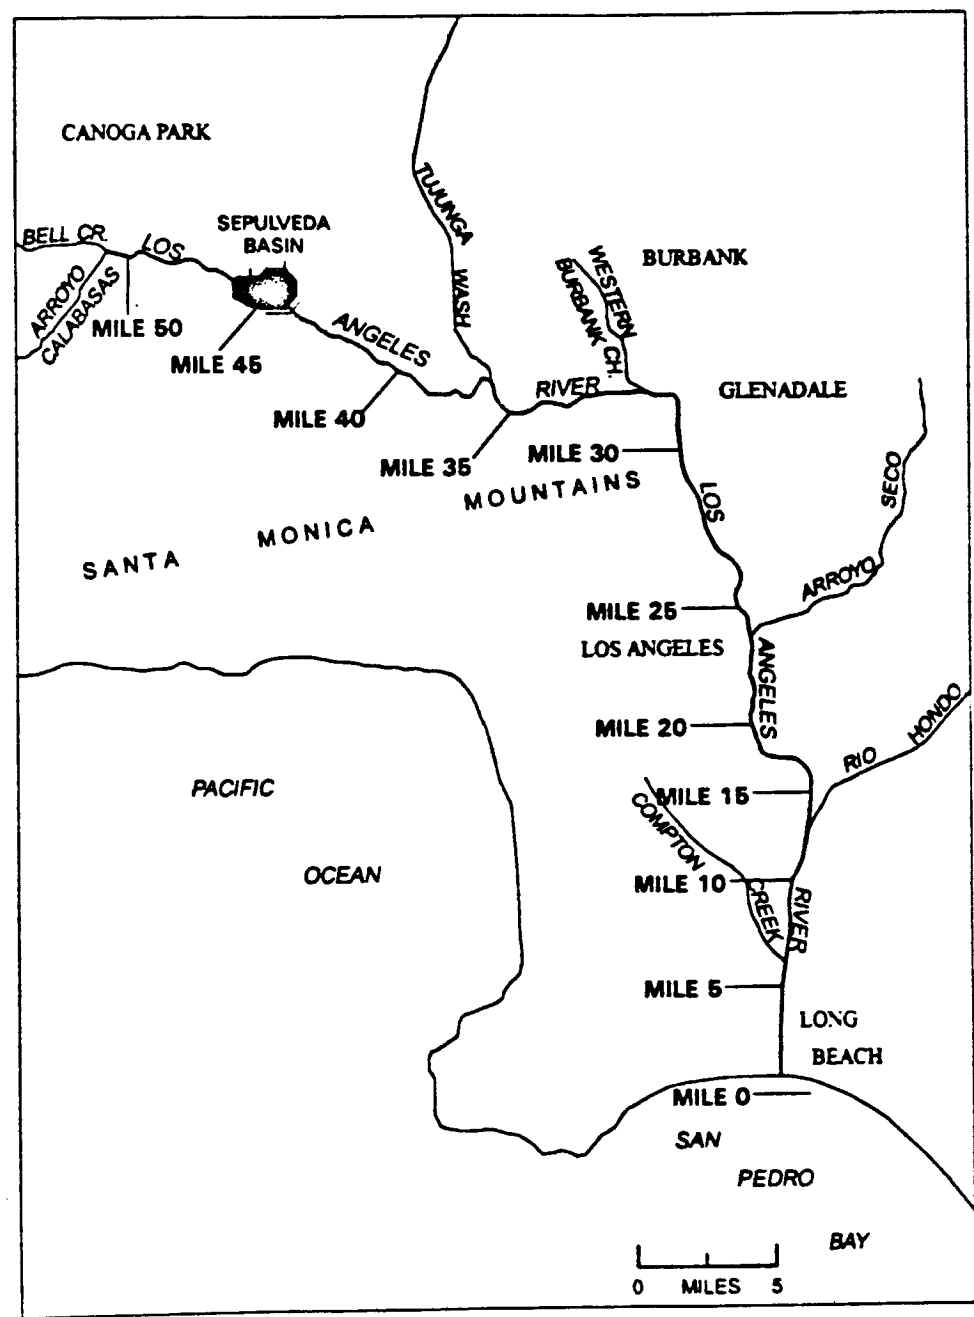 CANOGA PARK
BELL CR.
ARROYO
CALABASAS
LOS
SEPULVEDA
BASIN
TUJUNGA
WASH
WESTERN
BURBANK CH.
BURBANK
MILE 50
MILE 45
ANGELES
MILE 40
RIVER
GLENADALE
MILE 35
MILE 30
SANTA MONICA MOUNTAINS
LOS
SECO
ARROYO
MILE 25
LOS ANGELES
ANGELES
MILE 20
RIO HONDO
PACIFIC
OCEAN
MILE 15
COMPTON
CREEK
MILE 10
RIVER
MILE 5
LONG
BEACH
MILE 0
SAN
PEDRO
BAY
0 MILES 5